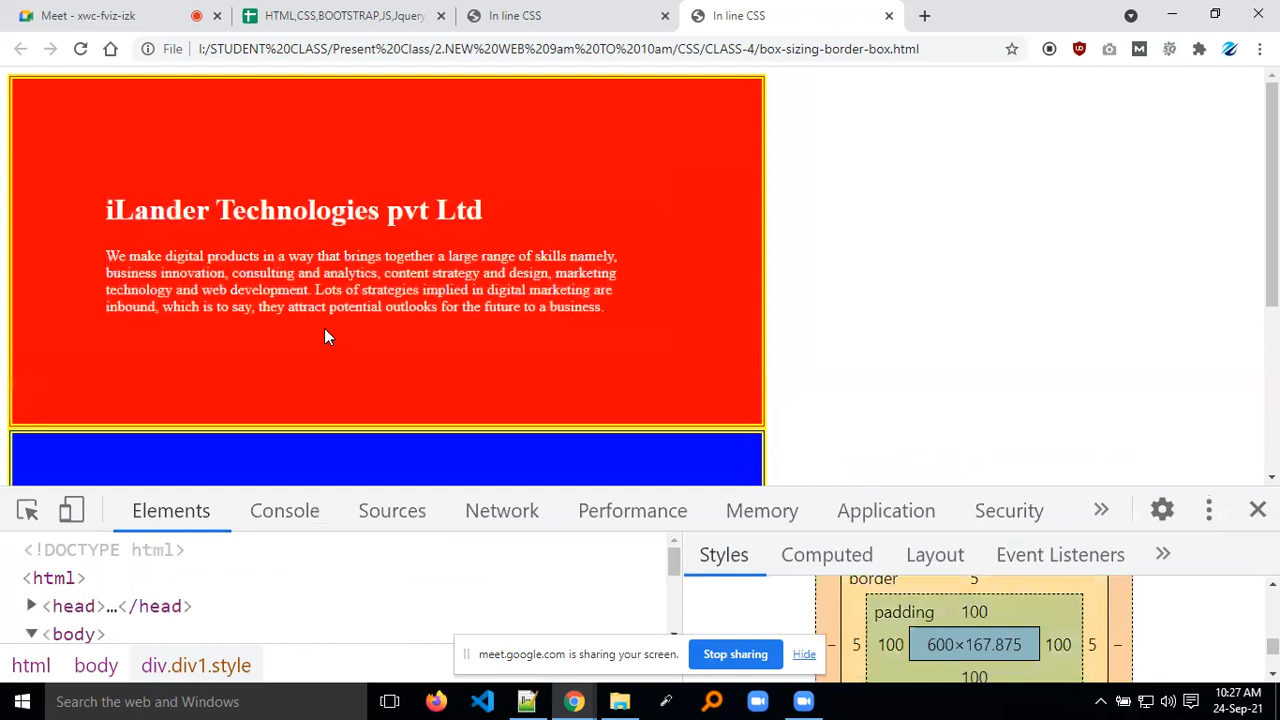 Meet - xwc-fviz-izk
HTML,CSS,BOOTSTRAP,JS,Jquery
In line CSS
In line CSS
File
I:/STUDENT%20CLASS/Present%20Class/2.NEW%20WEB%209am%20TO%2010am/CSS/CLASS-4/box-sizing-border-box.html
iLander Technologies pvt Ltd
We make digital products in a way that brings together a large range of skills namely,
business innovation, consulting and analytics, content strategy and design, marketing
technology and web development. Lots of strategies implied in digital marketing are
inbound, which is to say, they attract potential outlooks for the future to a business.
Elements Console Sources Network Performance Memory Application Security »
<!DOCTYPE html>
<html>
<head>…</head>
<body>
html body div.div1.style
Styles Computed Layout Event Listeners »
border 5
padding 100
5 100 600×167.875 100 5
100
meet.google.com is sharing your screen. Stop sharing Hide
Search the web and Windows
10:27 AM
24-Sep-21